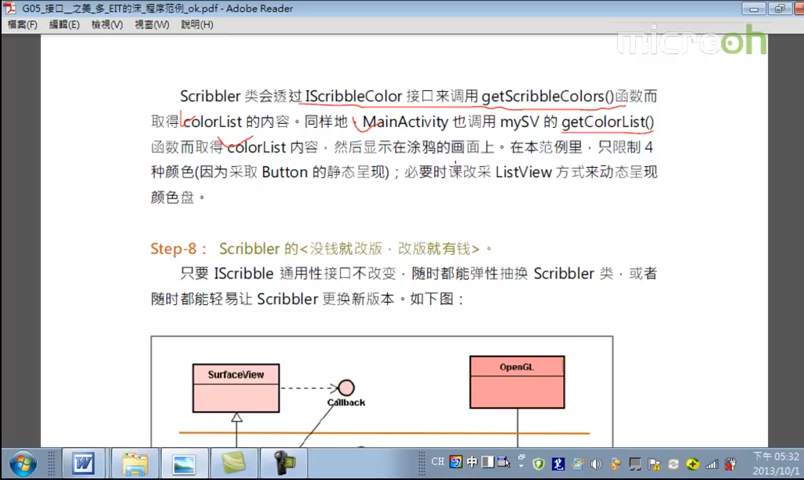 G05_接口__之美_多_EIT的沫_程序范例_ok.pdf - Adobe Reader
檔案(F) 編輯(E) 檢視(V) 視窗(W) 說明(H)
microoh
Scribbler 类会透过 IScribbleColor 接口来调用 getScribbleColors()函数而
取得 colorList 的内容。同样地，MainActivity 也调用 mySV 的 getColorList()
函数而取得 colorList 内容，然后显示在涂鸦的画面上。在本范例里，只限制 4
种颜色(因为采取 Button 的静态呈现)；必要时课改采 ListView 方式来动态呈现
颜色盘。
Step-8： Scribbler 的<没钱就改版，改版就有钱>。
只要 IScribble 通用性接口不改变，随时都能弹性抽换 Scribbler 类，或者
随时都能轻易让 Scribbler 更换新版本。如下图：
SurfaceView
Callback
OpenGL
CH 中
下午 05:32
2013/10/1